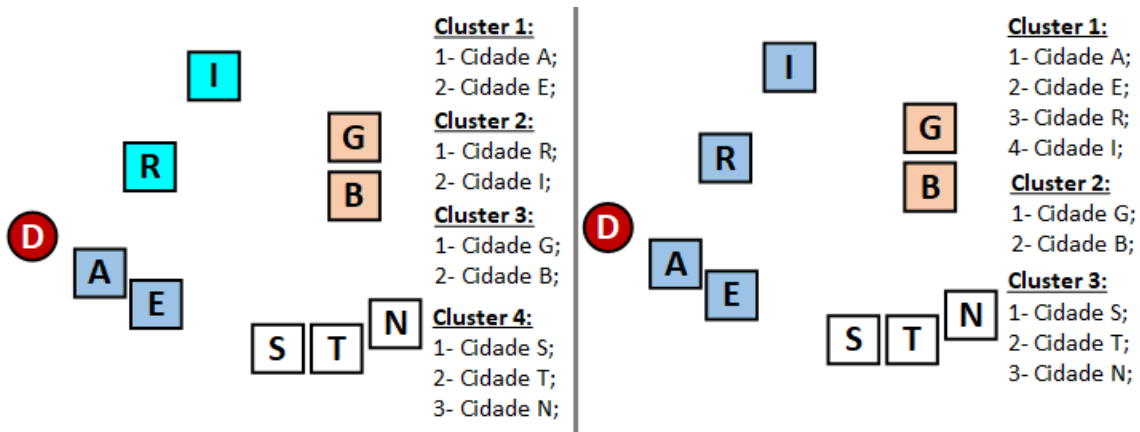 Cluster 1:
1- Cidade A;
2- Cidade E;
Cluster 2:
1- Cidade R;
2- Cidade I;
Cluster 3:
1- Cidade G;
2- Cidade B;
Cluster 4:
1- Cidade S;
2- Cidade T;
3- Cidade N;
I
G
R
B
D
A
E
N
S T
Cluster 1:
1- Cidade A;
2- Cidade E;
3- Cidade R;
4- Cidade I;
Cluster 2:
1- Cidade G;
2- Cidade B;
Cluster 3:
1- Cidade S;
2- Cidade T;
3- Cidade N;
I
G
R
B
D
A
E
N
S T